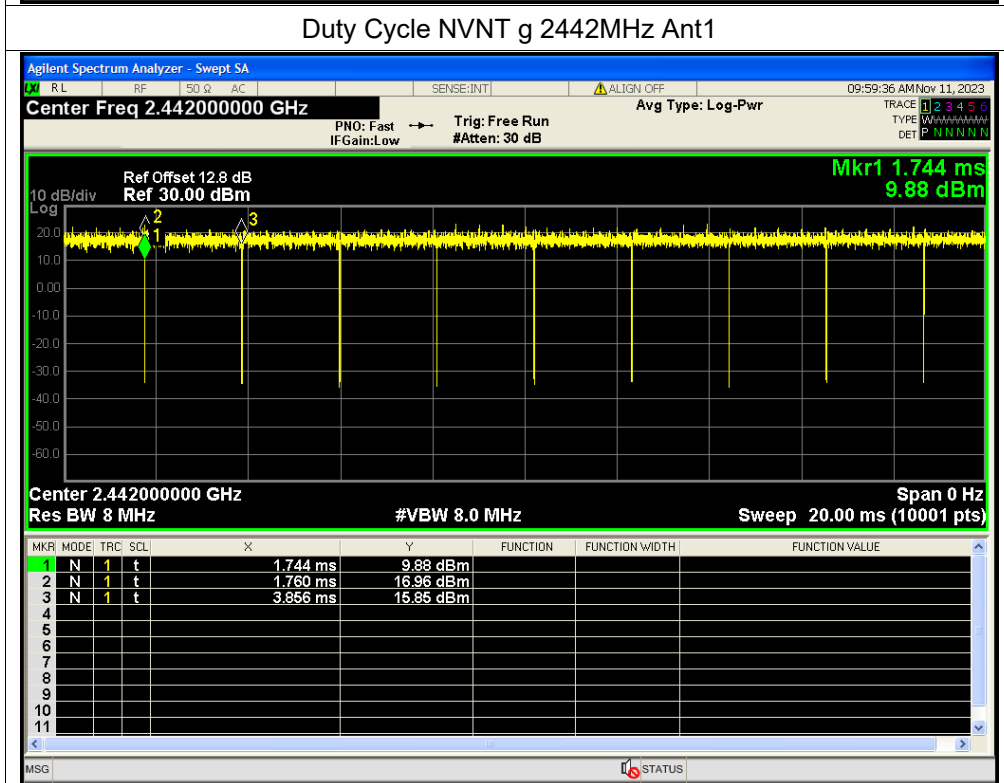 Duty Cycle NVNT g 2442MHz Ant1
Agilent Spectrum Analyzer - Swept SA
LXI RL RF 50 Ω AC SENSE:INT ALIGN OFF 09:59:36 AM Nov 11, 2023
Center Freq 2.442000000 GHz Avg Type: Log-Pwr TRACE 1 2 3 4 5 6
PNO: Fast Trig: Free Run TYPE WWWWWW
IFGain:Low #Atten: 30 dB DET P N N N N N
Mkr1 1.744 ms
Ref Offset 12.8 dB 9.88 dBm
10 dB/div Ref 30.00 dBm
Log
2 3
20.0 1
10.0
0.00
-10.0
-20.0
-30.0
-40.0
-50.0
-60.0
Center 2.442000000 GHz Span 0 Hz
Res BW 8 MHz #VBW 8.0 MHz Sweep 20.00 ms (10001 pts)
MKR MODE TRC SCL X Y FUNCTION FUNCTION WIDTH FUNCTION VALUE
1 N 1 t 1.744 ms 9.88 dBm
2 N 1 t 1.760 ms 16.96 dBm
3 N 1 t 3.856 ms 15.85 dBm
4
5
6
7
8
9
10
11
MSG STATUS